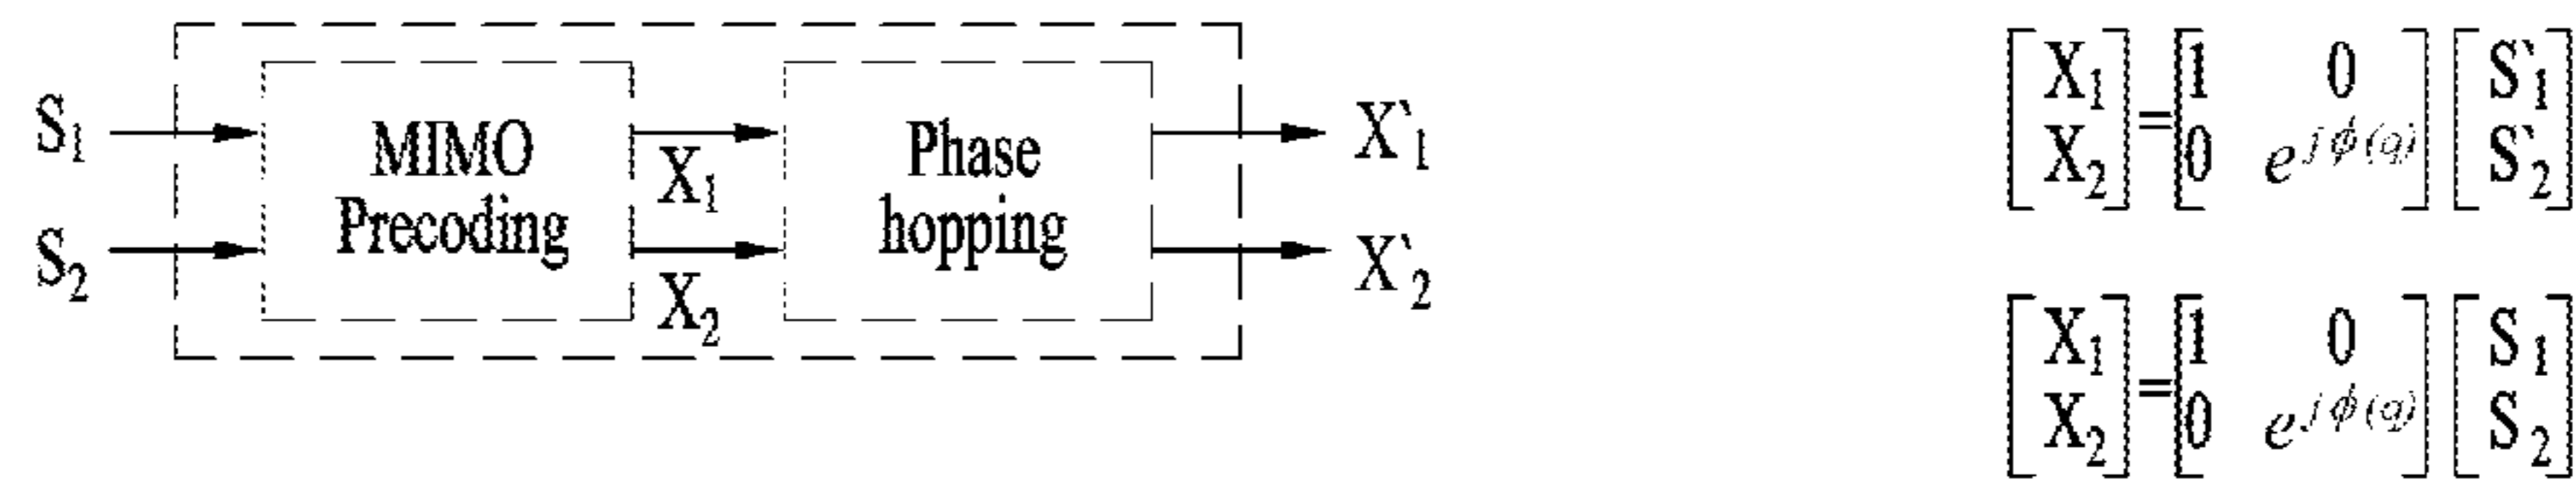 S₁
S₂
MIMO
Precoding
X₁
X₂
Phase
hopping
X`₁
X`₂
[X₁ X₂] = [1 0 0 e^{jϕ(q)}] [S`₁ S`₂]
[X₁ X₂] = [1 0 0 e^{jϕ(q)}] [S₁ S₂]